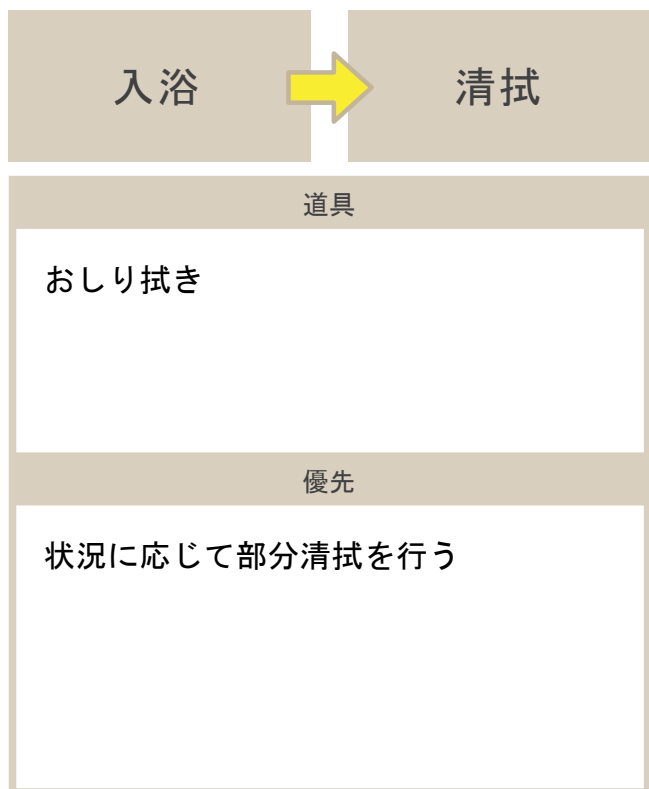 入浴
清拭
道具
おしり拭き
優先
状況に応じて部分清拭を行う